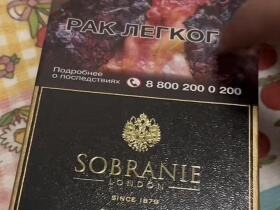 РАК ЛЕГКОГ
Подробнее
о последствиях
8 800 200 0 200
SOBRANIE
LONDON
SINCE 1879